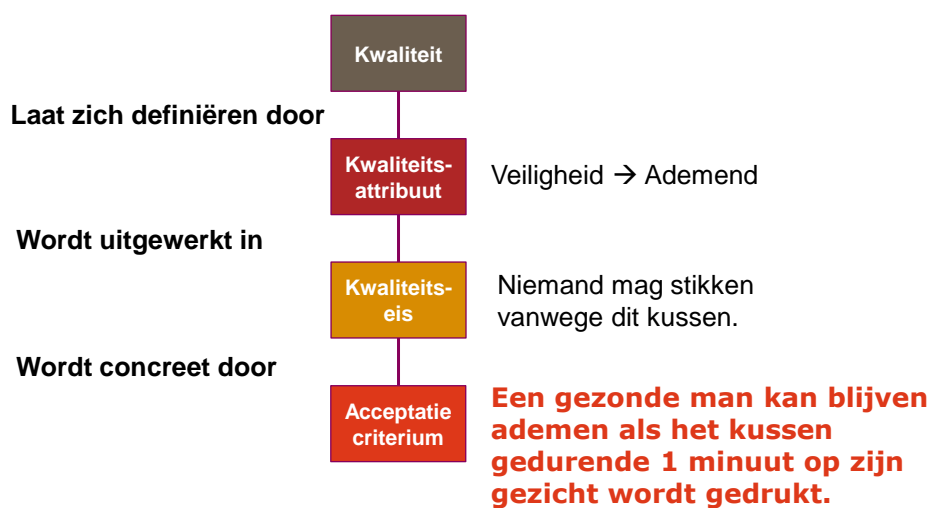 Kwaliteit
Laat zich definiëren door
Kwaliteits-
attribuut
Veiligheid → Ademend
Wordt uitgewerkt in
Kwaliteits-
eis
Niemand mag stikken
vanwege dit kussen.
Wordt concreet door
Acceptatie
criterium
Een gezonde man kan blijven
ademen als het kussen
gedurende 1 minuut op zijn
gezicht wordt gedrukt.